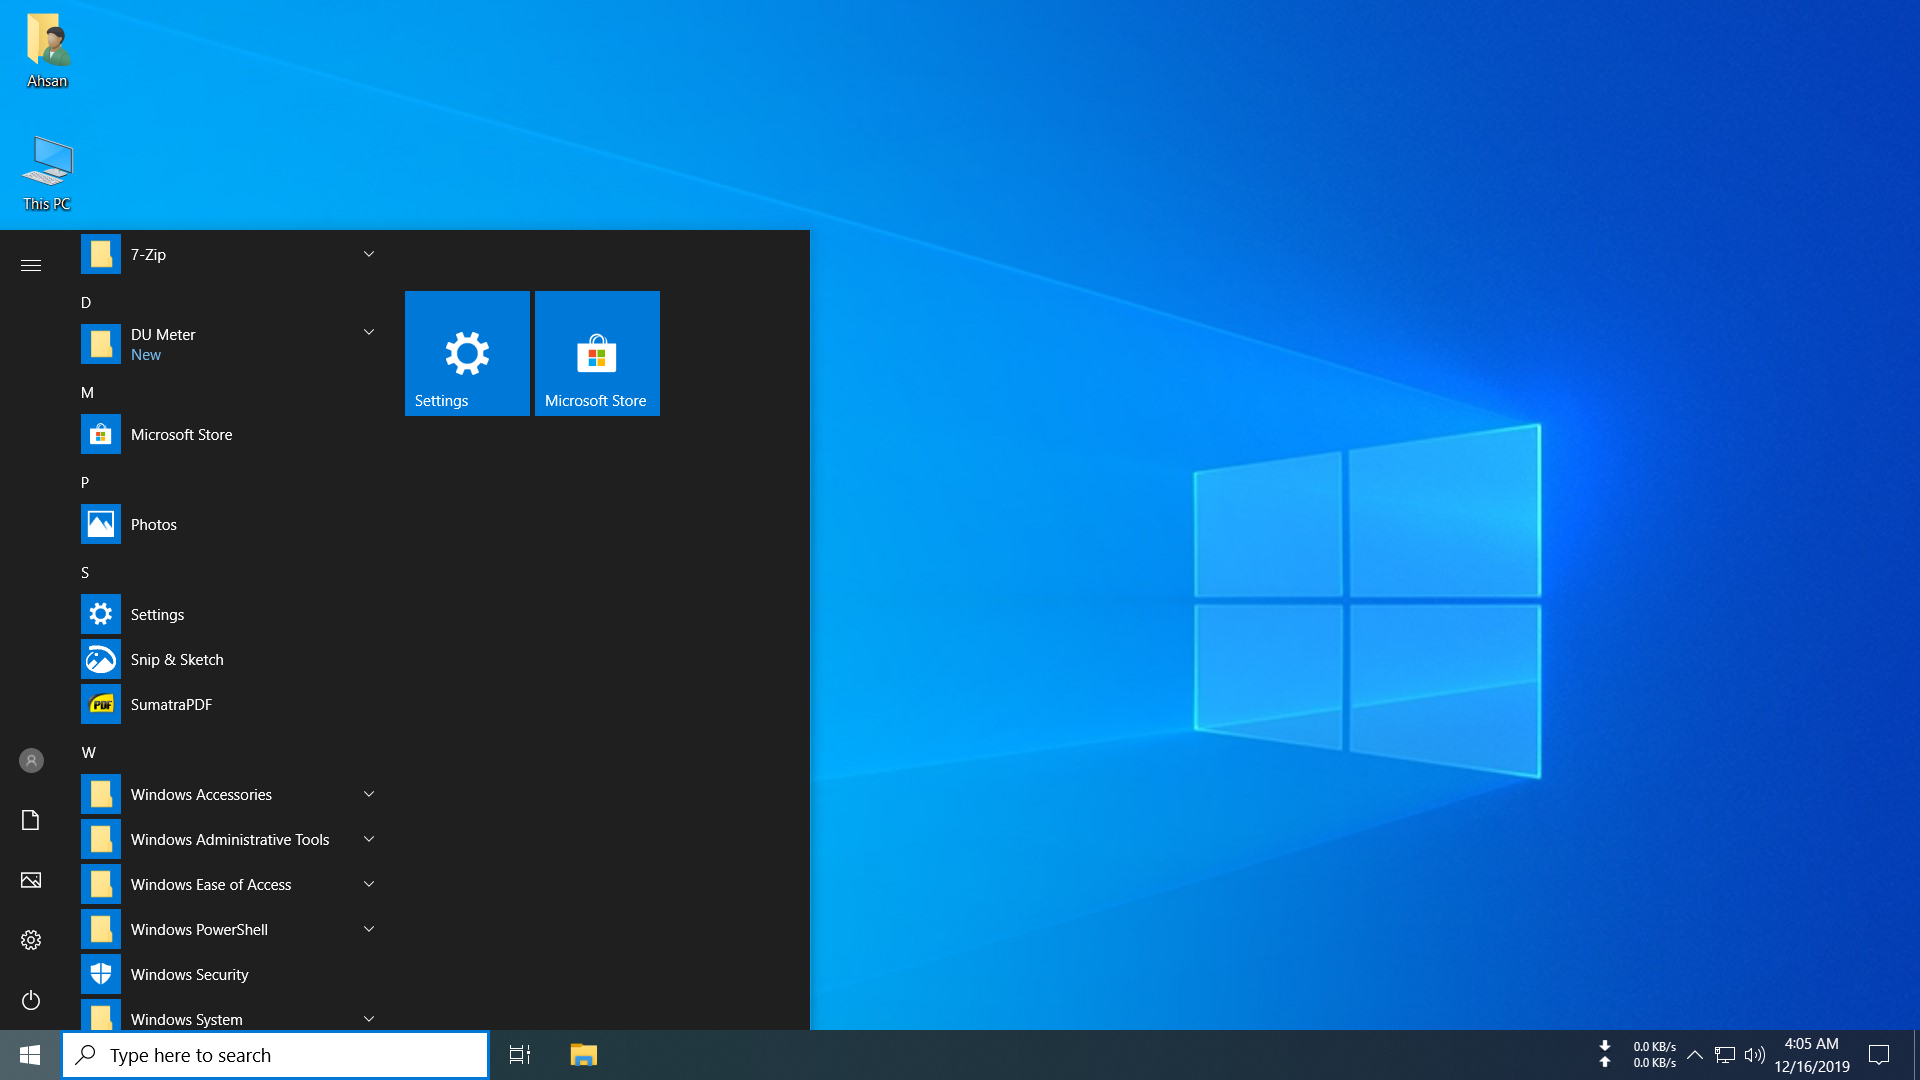 Ahsan
This PC
7-Zip
D
DU Meter
New
M
Microsoft Store
P
Photos
S
Settings
Snip & Sketch
SumatraPDF
W
Windows Accessories
Windows Administrative Tools
Windows Ease of Access
Windows PowerShell
Windows Security
Windows System
Settings
Microsoft Store
PDF
Type here to search
0.0 KB/s
0.0 KB/s
4:05 AM
12/16/2019